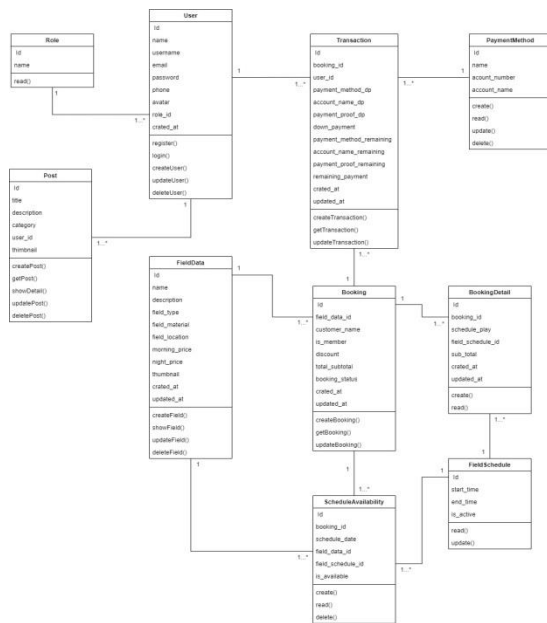 Role
Id
name
read()
User
Id
name
username
email
password
phone
avatar
role_id
crated_at
register()
login()
createUser()
updateUser()
deleteUser()
Transaction
Id
booking_id
user_id
payment_method_dp
account_name_dp
payment_proof_dp
down_payment
payment_method_remaining
account_name_remaining
payment_proof_remaining
remaining_payment
crated_at
updated_at
createTransaction()
getTransaction()
updateTransaction()
PaymentMethod
Id
name
acount_number
account_name
create()
read()
update()
delete()
1
1...*
1
1...*
1...*
1
1
1...*
Post
Id
title
description
category
user_id
thimbnail
createPost()
getPost()
showDetail()
updatePost()
deletePost()
FieldData
Id
name
description
field_type
field_material
field_location
morning_price
night_price
thumbnail
crated_at
updated_at
createField()
showField()
updateField()
deleteField()
Booking
Id
field_data_id
customer_name
is_member
discount
total_subtotal
booking_status
crated_at
updated_at
createBooking()
getBooking()
updateBooking()
BookingDetail
Id
booking_id
schedule_play
field_schedule_id
sub_total
crated_at
updated_at
create()
read()
1...*
1
1
1...*
1
1...*
1
1...*
1...*
1
FieldSchedule
Id
start_time
end_time
is_active
read()
update()
ScheduleAvailability
Id
booking_id
schedule_date
field_data_id
field_schedule_id
is_available
create()
read()
delete()
1
1...*
1
1...*